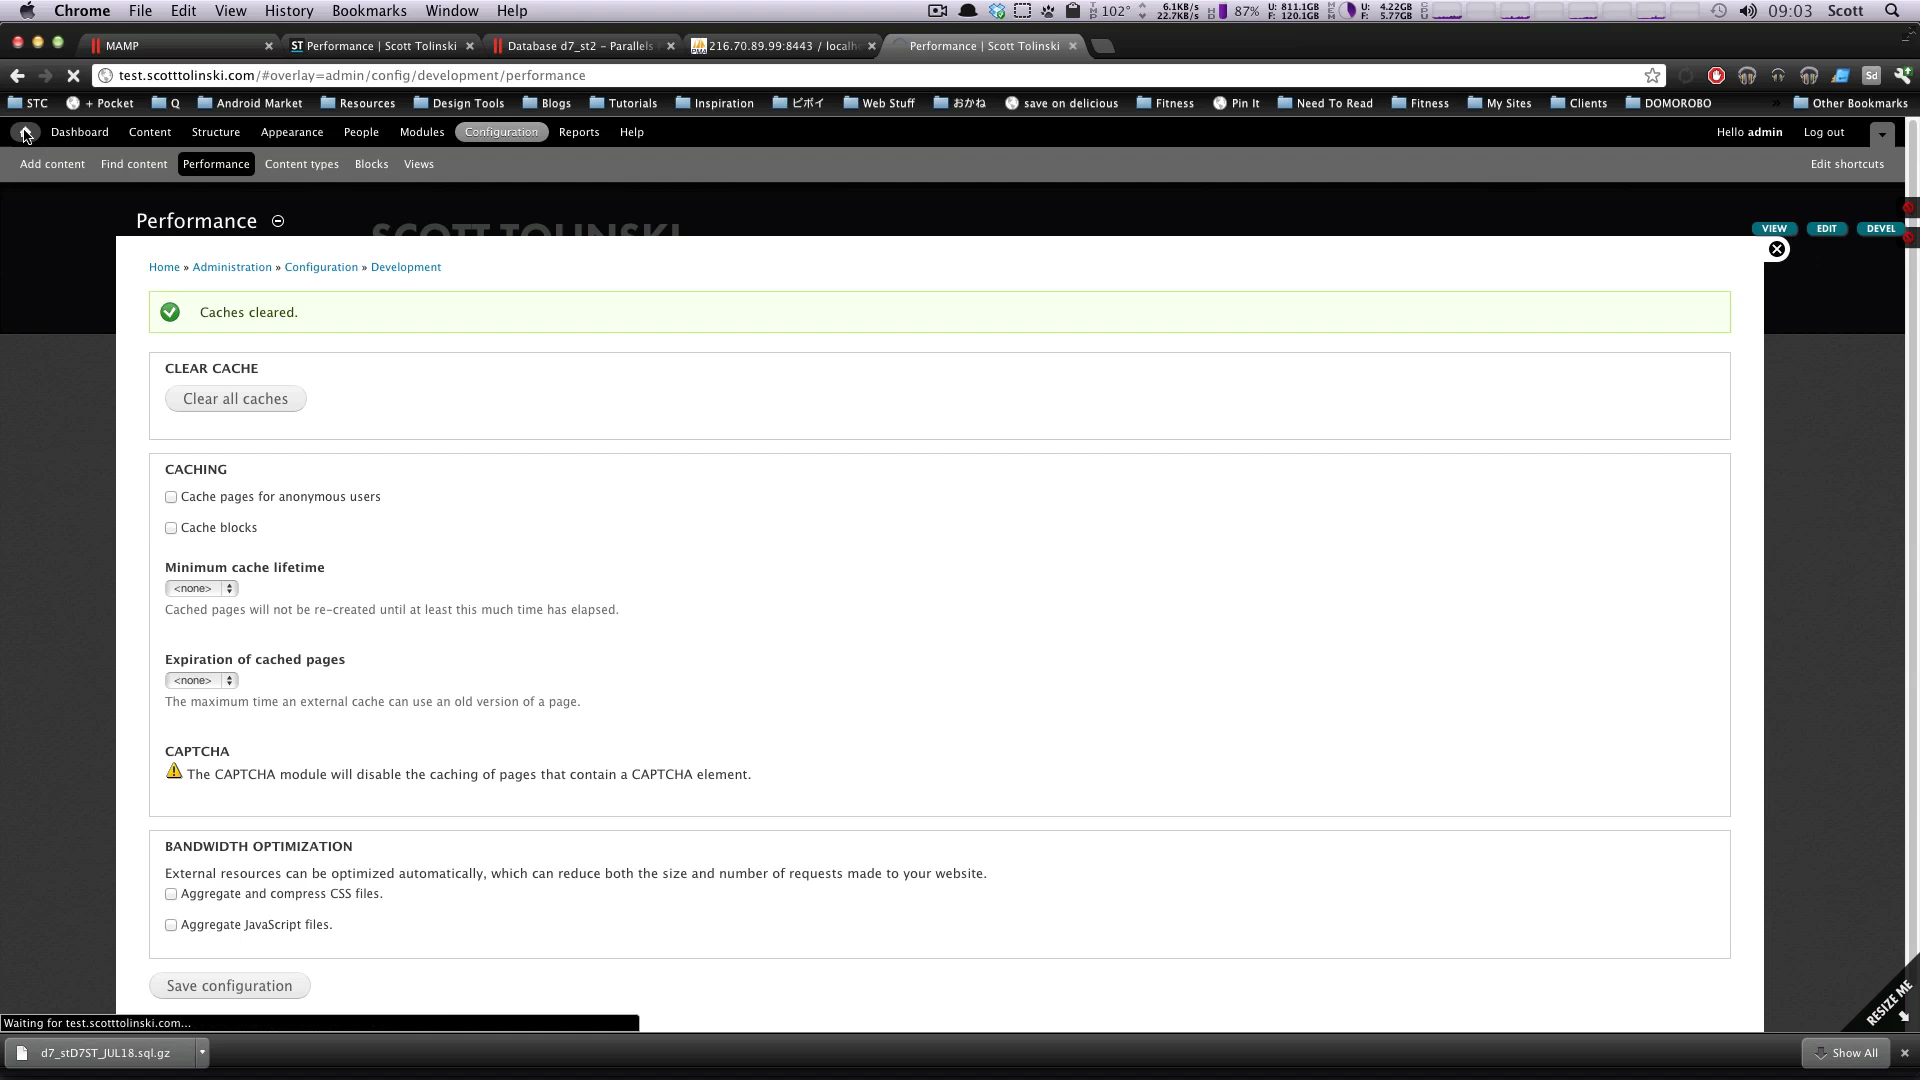 Chrome File Edit View History Bookmarks Window Help 102° 6.1KB/s 22.7KB/s 87% U: 811.1GB F: 120.1GB U: 4.22GB F: 5.77GB 09:03 Scott
MAMP Performance | Scott Tolinski Database d7_st2 – Parallels 216.70.89.99:8443 / localh Performance | Scott Tolinski
test.scotttolinski.com/#overlay=admin/config/development/performance
STC + Pocket Q Android Market Resources Design Tools Blogs Tutorials Inspiration ビボイ Web Stuff おかね save on delicious Fitness Pin It Need To Read Fitness My Sites Clients DOMOROBO » Other Bookmarks
Dashboard Content Structure Appearance People Modules Configuration Reports Help Hello admin Log out
Add content Find content Performance Content types Blocks Views Edit shortcuts
Performance
SCOTT TOLINSKI
VIEW EDIT DEVEL
Home » Administration » Configuration » Development
Caches cleared.
CLEAR CACHE
Clear all caches
CACHING
Cache pages for anonymous users
Cache blocks
Minimum cache lifetime
<none>
Cached pages will not be re-created until at least this much time has elapsed.
Expiration of cached pages
<none>
The maximum time an external cache can use an old version of a page.
CAPTCHA
The CAPTCHA module will disable the caching of pages that contain a CAPTCHA element.
BANDWIDTH OPTIMIZATION
External resources can be optimized automatically, which can reduce both the size and number of requests made to your website.
Aggregate and compress CSS files.
Aggregate JavaScript files.
Save configuration
RESIZE ME
Waiting for test.scotttolinski.com...
d7_stD7ST_JUL18.sql.gz Show All